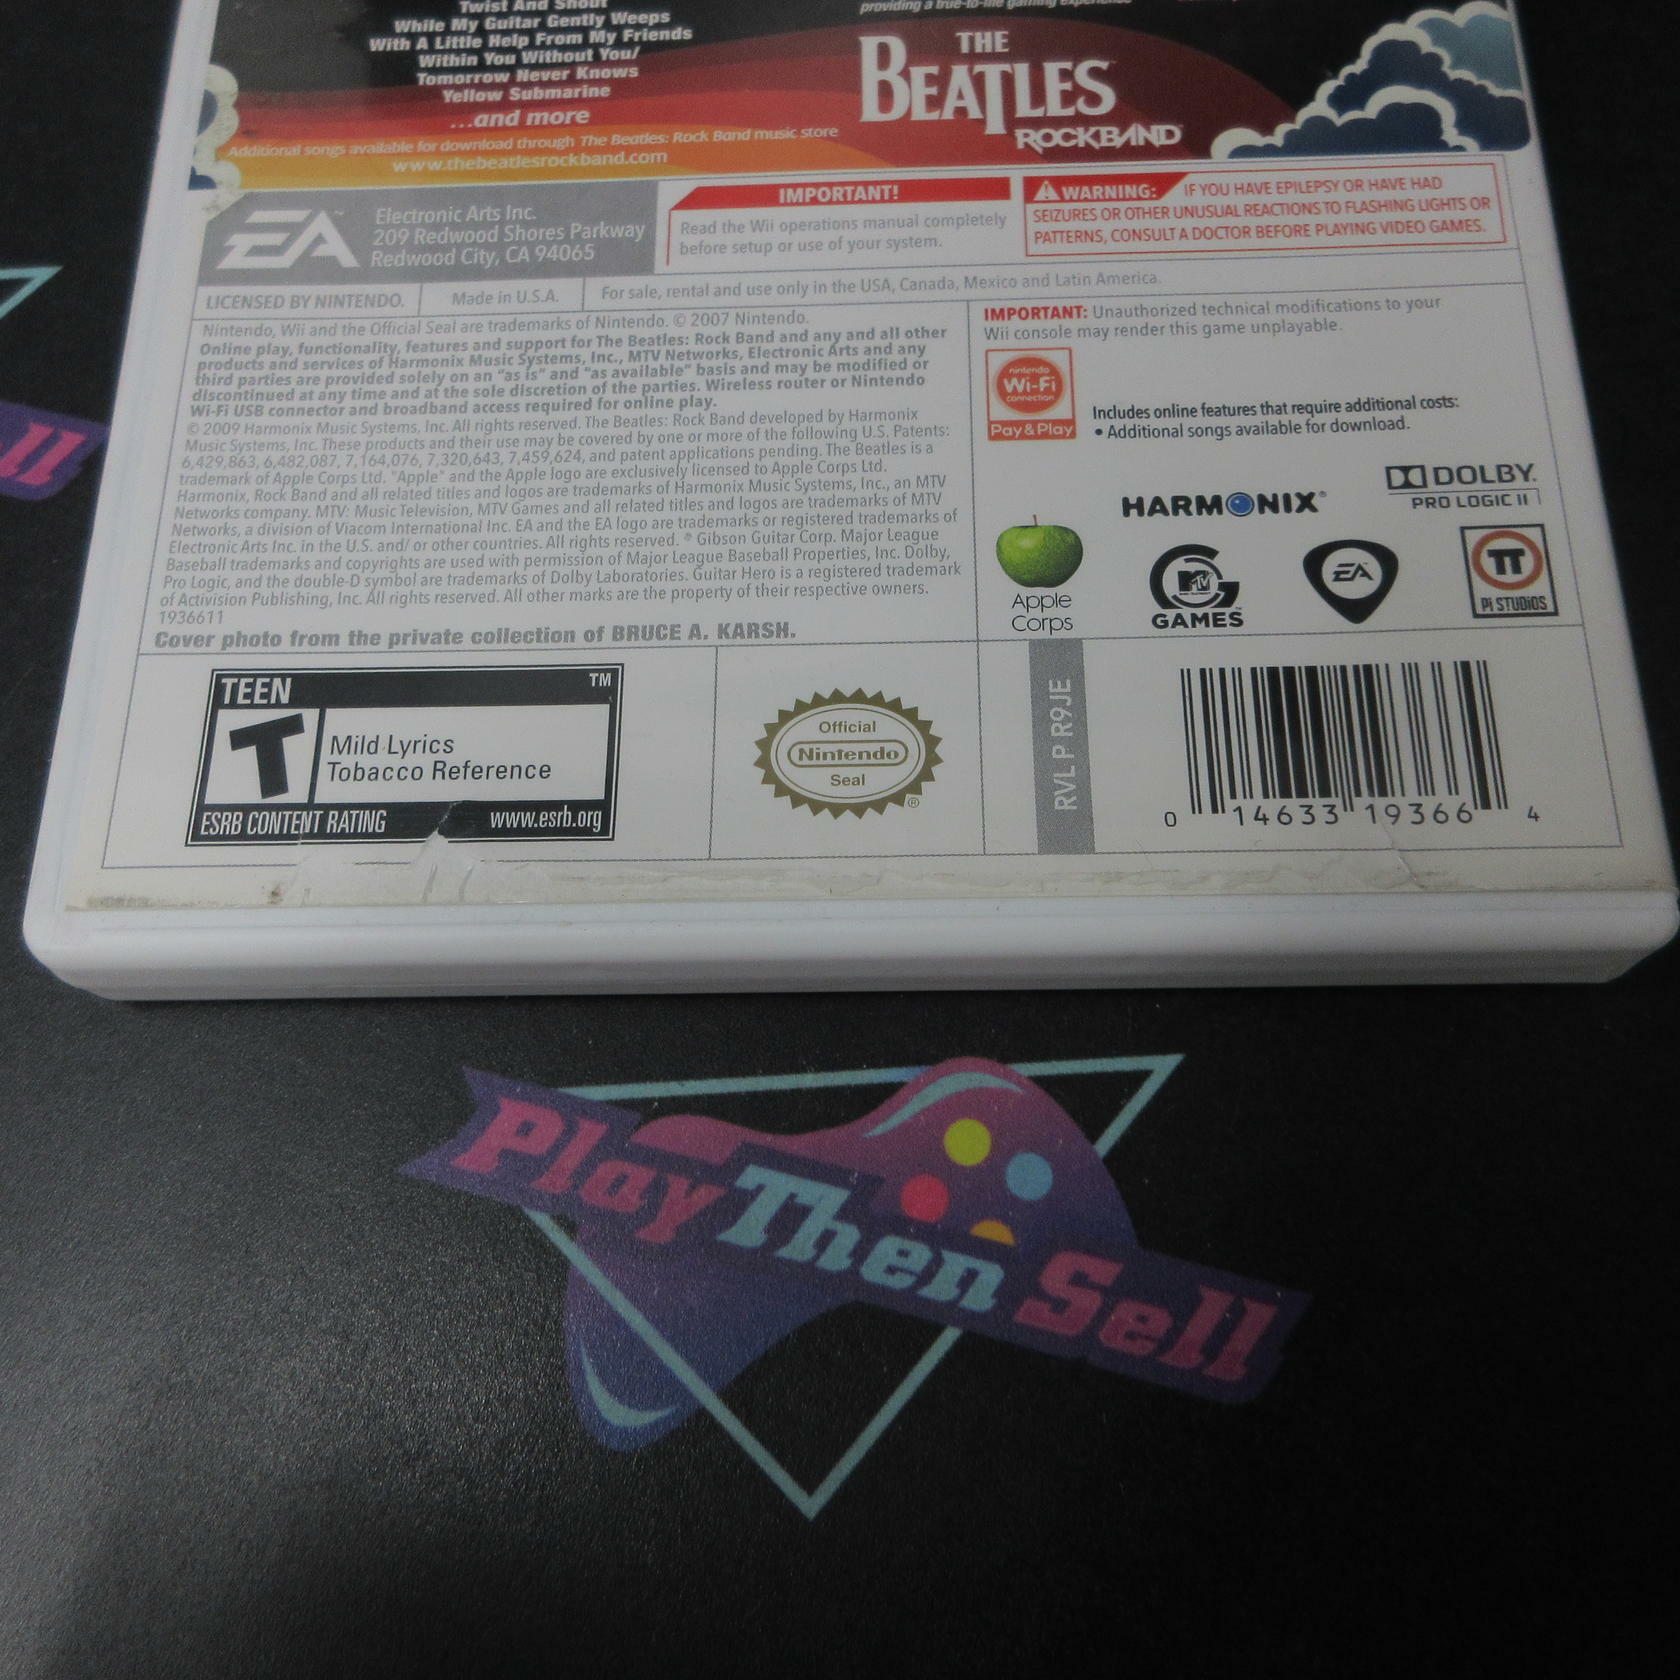 Twist And Shout
While My Guitar Gently Weeps
With A Little Help From My Friends
Within You Without You/
Tomorrow Never Knows
Yellow Submarine
...and more
Additional songs available for download through The Beatles: Rock Band music store
www.thebeatlesrockband.com
providing a true-to-life gaming experience
THE
BEATLES
ROCKBAND
EA™
Electronic Arts Inc.
209 Redwood Shores Parkway
Redwood City, CA 94065
IMPORTANT!
Read the Wii operations manual completely
before setup or use of your system.
WARNING: IF YOU HAVE EPILEPSY OR HAVE HAD
SEIZURES OR OTHER UNUSUAL REACTIONS TO FLASHING LIGHTS OR
PATTERNS, CONSULT A DOCTOR BEFORE PLAYING VIDEO GAMES.
LICENSED BY NINTENDO.
Made in U.S.A.
For sale, rental and use only in the USA, Canada, Mexico and Latin America.
Nintendo, Wii and the Official Seal are trademarks of Nintendo. © 2007 Nintendo.
Online play, functionality, features and support for The Beatles: Rock Band and any and all other
products and services of Harmonix Music Systems, Inc., MTV Networks, Electronic Arts and any
third parties are provided solely on an "as is" and "as available" basis and may be modified or
discontinued at any time and at the sole discretion of the parties. Wireless router or Nintendo
Wi-Fi USB connector and broadband access required for online play.
© 2009 Harmonix Music Systems, Inc. All rights reserved. The Beatles: Rock Band developed by Harmonix
Music Systems, Inc. These products and their use may be covered by one or more of the following U.S. Patents:
6,429,863, 6,482,087, 7,164,076, 7,320,643, 7,459,624, and patent applications pending. The Beatles is a
trademark of Apple Corps Ltd. "Apple" and the Apple logo are exclusively licensed to Apple Corps Ltd.
Harmonix, Rock Band and all related titles and logos are trademarks of Harmonix Music Systems, Inc., an MTV
Networks company. MTV: Music Television, MTV Games and all related titles and logos are trademarks of MTV
Networks, a division of Viacom International Inc. EA and the EA logo are trademarks or registered trademarks of
Electronic Arts Inc. in the U.S. and/ or other countries. All rights reserved. ® Gibson Guitar Corp. Major League
Baseball trademarks and copyrights are used with permission of Major League Baseball Properties, Inc. Dolby,
Pro Logic, and the double-D symbol are trademarks of Dolby Laboratories. Guitar Hero is a registered trademark
of Activision Publishing, Inc. All rights reserved. All other marks are the property of their respective owners.
1936611
Cover photo from the private collection of BRUCE A. KARSH.
IMPORTANT: Unauthorized technical modifications to your
Wii console may render this game unplayable.
nintendo
Wi-Fi
connection
Pay & Play
Includes online features that require additional costs:
• Additional songs available for download.
HARMONIX®
DOLBY.
PRO LOGIC II
Apple
Corps
MTV
GAMES™
EA
Pi STUDiOS
TEEN ™
T
Mild Lyrics
Tobacco Reference
ESRB CONTENT RATING www.esrb.org
Official
Nintendo
Seal
®
RVL P R9JE
0 14633 19366 4
Play Then Sell
ell